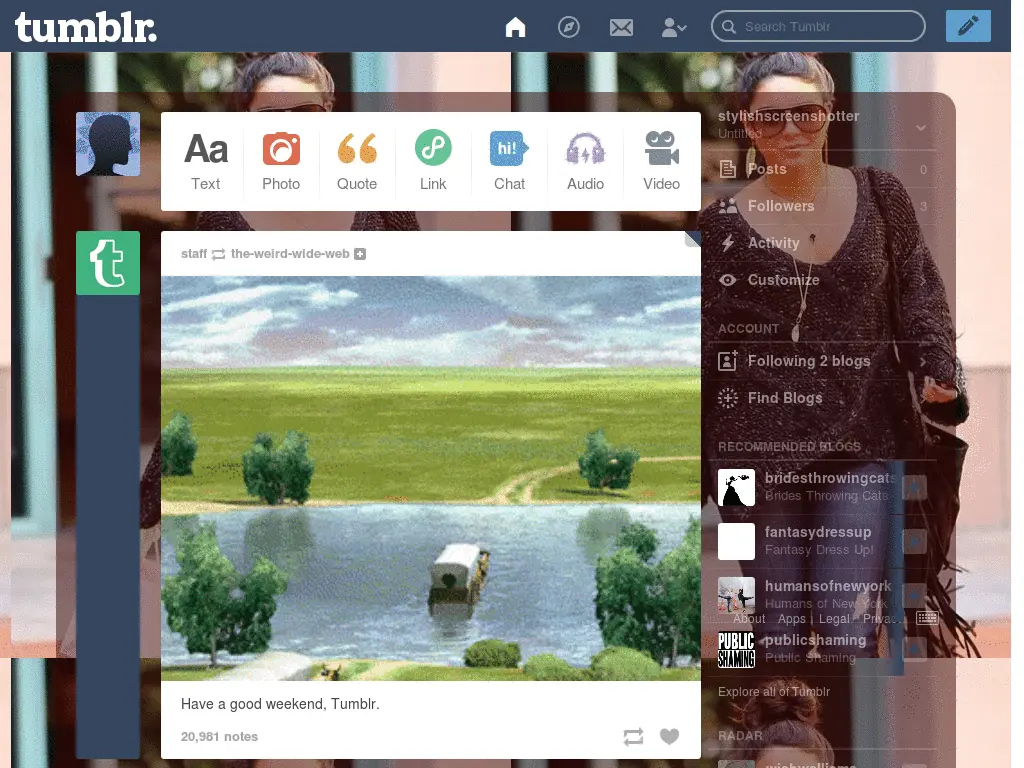 tumblr.
Search Tumblr
Aa
hi!
Text
Photo
Quote
Link
Chat
Audio
Video
staff the-weird-wide-web
Have a good weekend, Tumblr.
20,981 notes
stylishscreenshotter
Untitled
Posts 0
Followers 3
Activity
Customize
ACCOUNT
Following 2 blogs
Find Blogs
RECOMMENDED BLOGS
bridesthrowingcats
Brides Throwing Cats
fantasydressup
Fantasy Dress Up!
humansofnewyork
Humans of New York
About Apps Legal
publicshaming
PUBLIC
SHAMING
Public Shaming
Explore all of Tumblr
RADAR